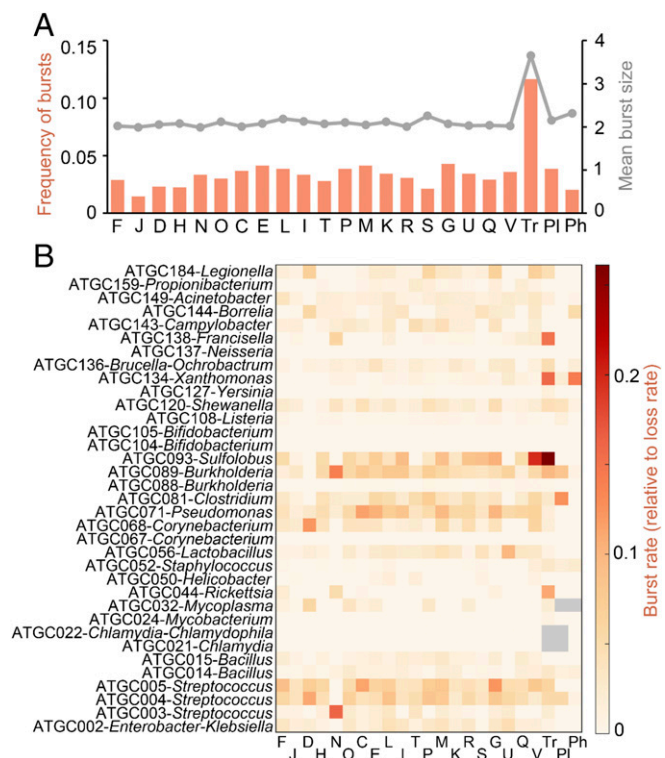 A
Frequency of bursts
0.15
0.10
0.05
0
4
3
2
1
0
Mean burst size
F J D H N O C E L I T P M K R S G U Q V Tr Pl Ph
B
ATGC184-Legionella
ATGC159-Propionibacterium
ATGC149-Acinetobacter
ATGC144-Borrelia
ATGC143-Campylobacter
ATGC138-Francisella
ATGC137-Neisseria
ATGC136-Brucella-Ochrobactrum
ATGC134-Xanthomonas
ATGC127-Yersinia
ATGC120-Shewanella
ATGC108-Listeria
ATGC105-Bifidobacterium
ATGC104-Bifidobacterium
ATGC093-Sulfolobus
ATGC089-Burkholderia
ATGC088-Burkholderia
ATGC081-Clostridium
ATGC071-Pseudomonas
ATGC068-Corynebacterium
ATGC067-Corynebacterium
ATGC056-Lactobacillus
ATGC052-Staphylococcus
ATGC050-Helicobacter
ATGC044-Rickettsia
ATGC032-Mycoplasma
ATGC024-Mycobacterium
ATGC022-Chlamydia-Chlamydophila
ATGC021-Chlamydia
ATGC015-Bacillus
ATGC014-Bacillus
ATGC005-Streptococcus
ATGC004-Streptococcus
ATGC003-Streptococcus
ATGC002-Enterobacter-Klebsiella
F J D H N O C E L I T P M K R S G U Q V Tr Pl Ph
0.2
0.1
0
Burst rate (relative to loss rate)